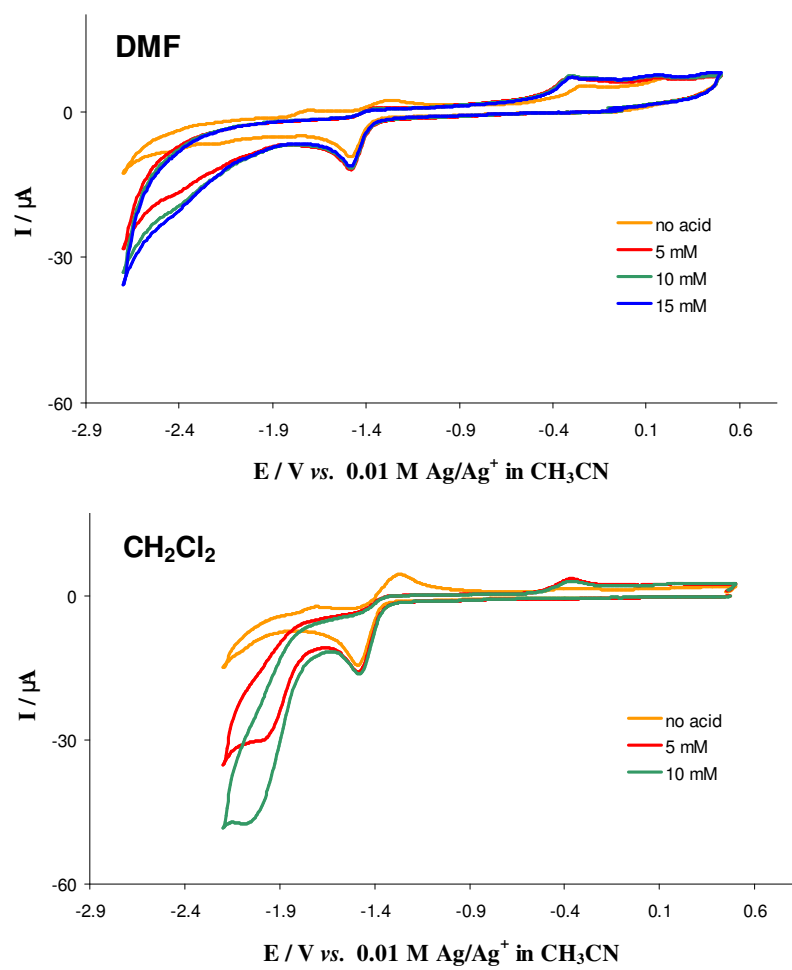 DMF
0
-30
-60
I / µA
no acid
5 mM
10 mM
15 mM
-2.9 -2.4 -1.9 -1.4 -0.9 -0.4 0.1 0.6
E / V vs. 0.01 M Ag/Ag⁺ in CH₃CN
CH₂Cl₂
0
-30
-60
I / µA
no acid
5 mM
10 mM
-2.9 -2.4 -1.9 -1.4 -0.9 -0.4 0.1 0.6
E / V vs. 0.01 M Ag/Ag⁺ in CH₃CN